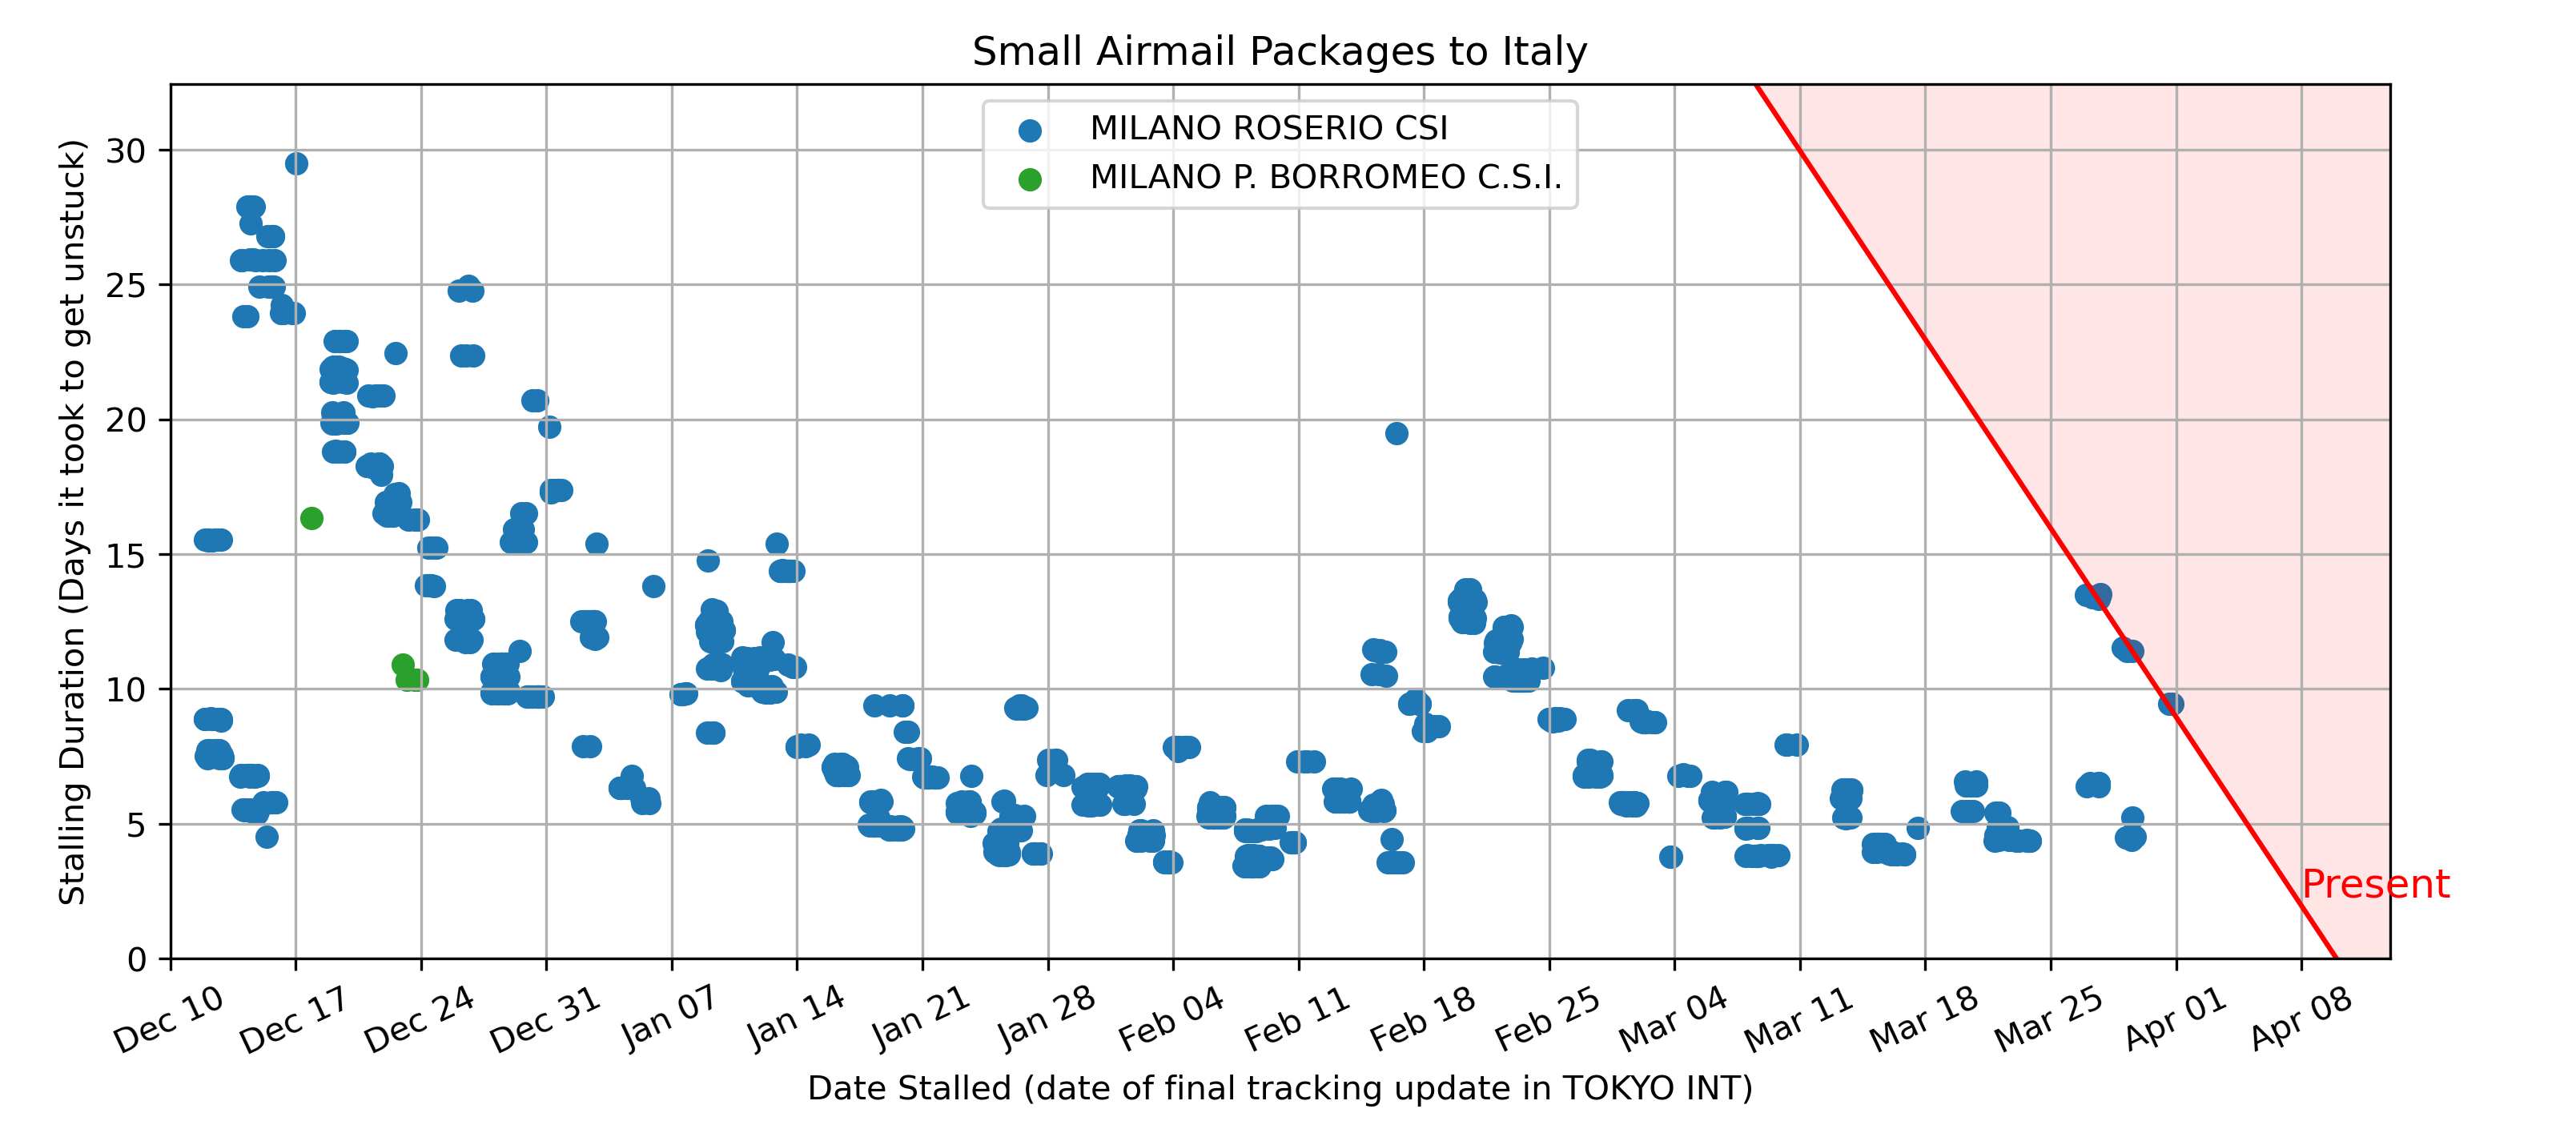 Small Airmail Packages to Italy
MILANO ROSERIO CSI
MILANO P. BORROMEO C.S.I.
Stalling Duration (Days it took to get unstuck)
30
25
20
15
10
5
0
Present
Dec 10
Dec 17
Dec 24
Dec 31
Jan 07
Jan 14
Jan 21
Jan 28
Feb 04
Feb 11
Feb 18
Feb 25
Mar 04
Mar 11
Mar 18
Mar 25
Apr 01
Apr 08
Date Stalled (date of final tracking update in TOKYO INT)